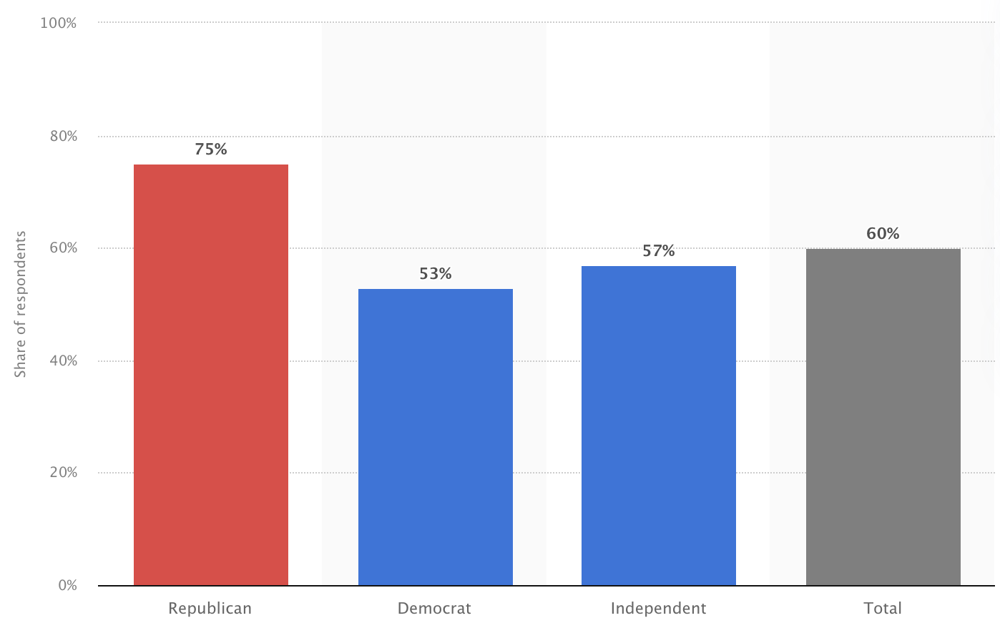 100%
80%
75%
60%
60%
57%
53%
40%
20%
0%
Share of respondents
Republican
Democrat
Independent
Total